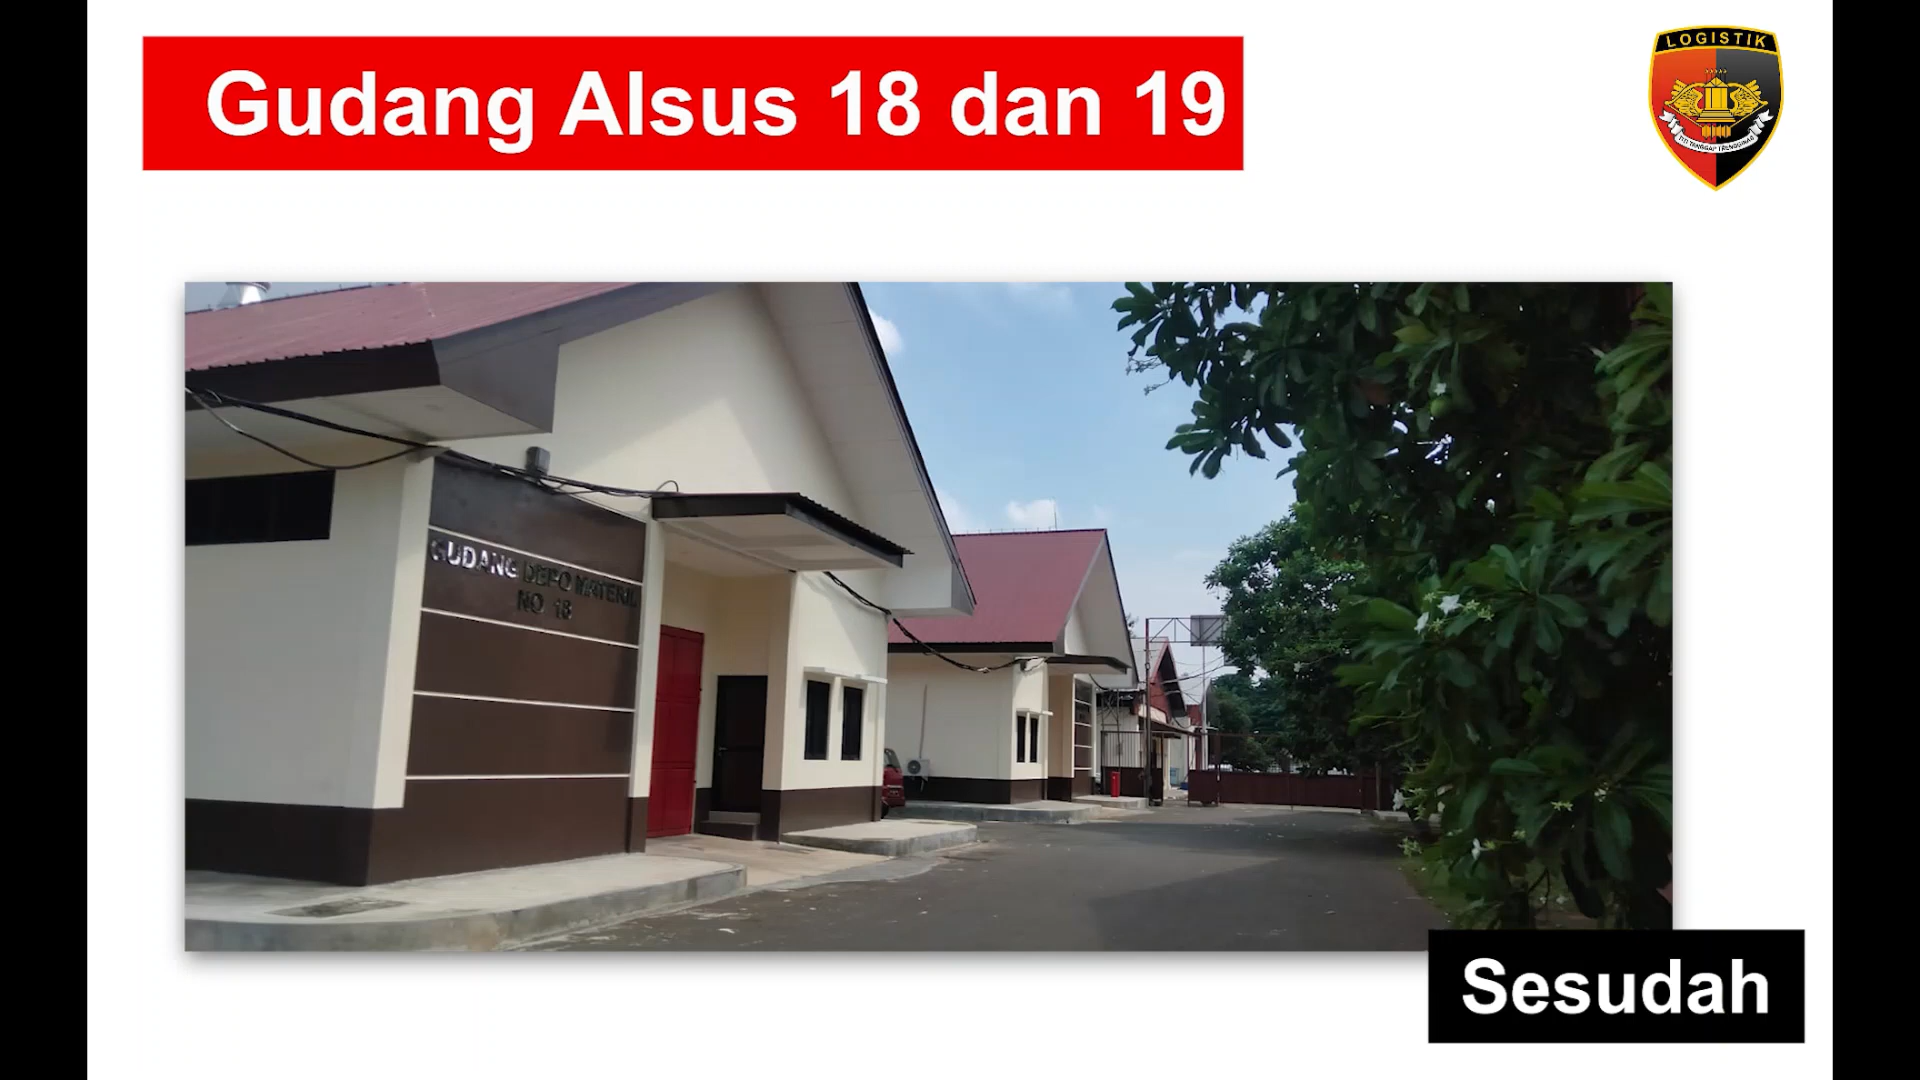 Gudang Alsus 18 dan 19
LOGISTIK
GUDANG DEPO MATERIL
NO 18
Sesudah